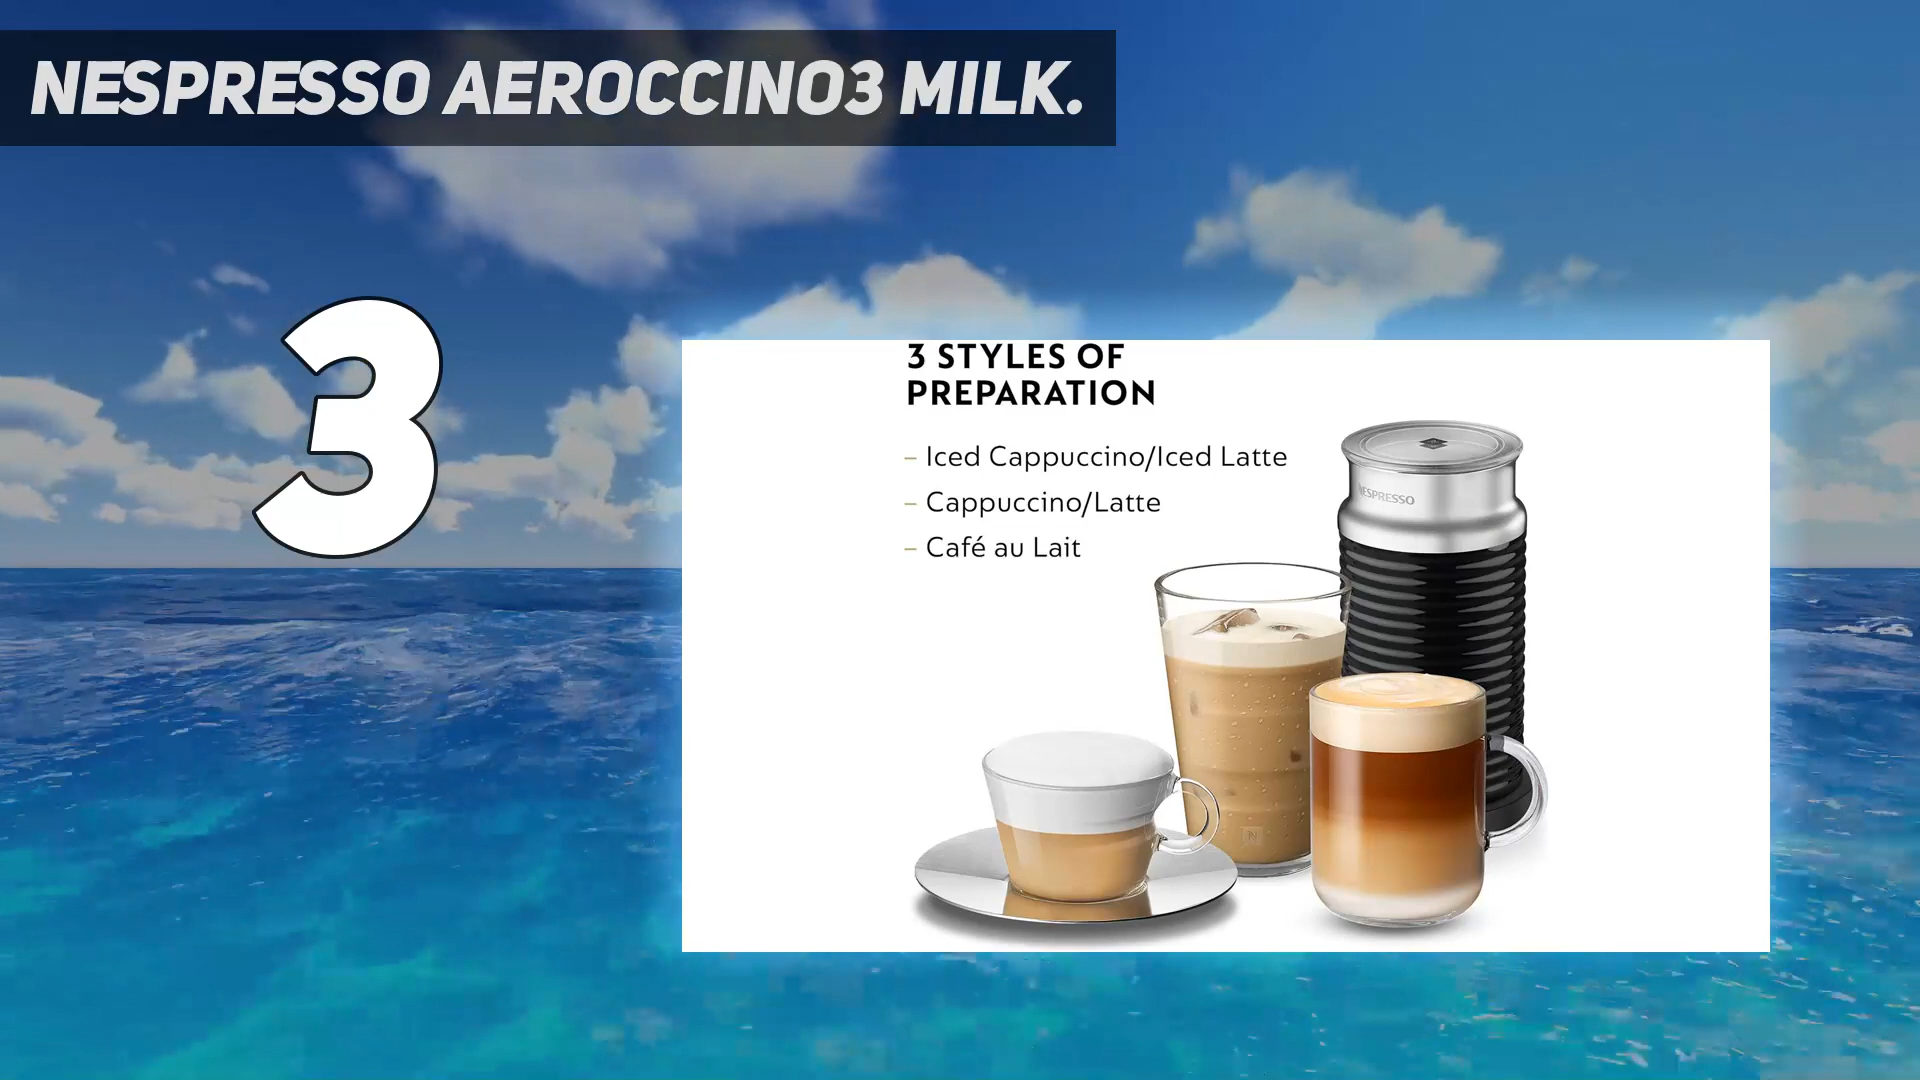 NESPRESSO AEROCCINO3 MILK.
3
3 STYLES OF
PREPARATION
– Iced Cappuccino/Iced Latte
– Cappuccino/Latte
– Café au Lait
NESPRESSO
N